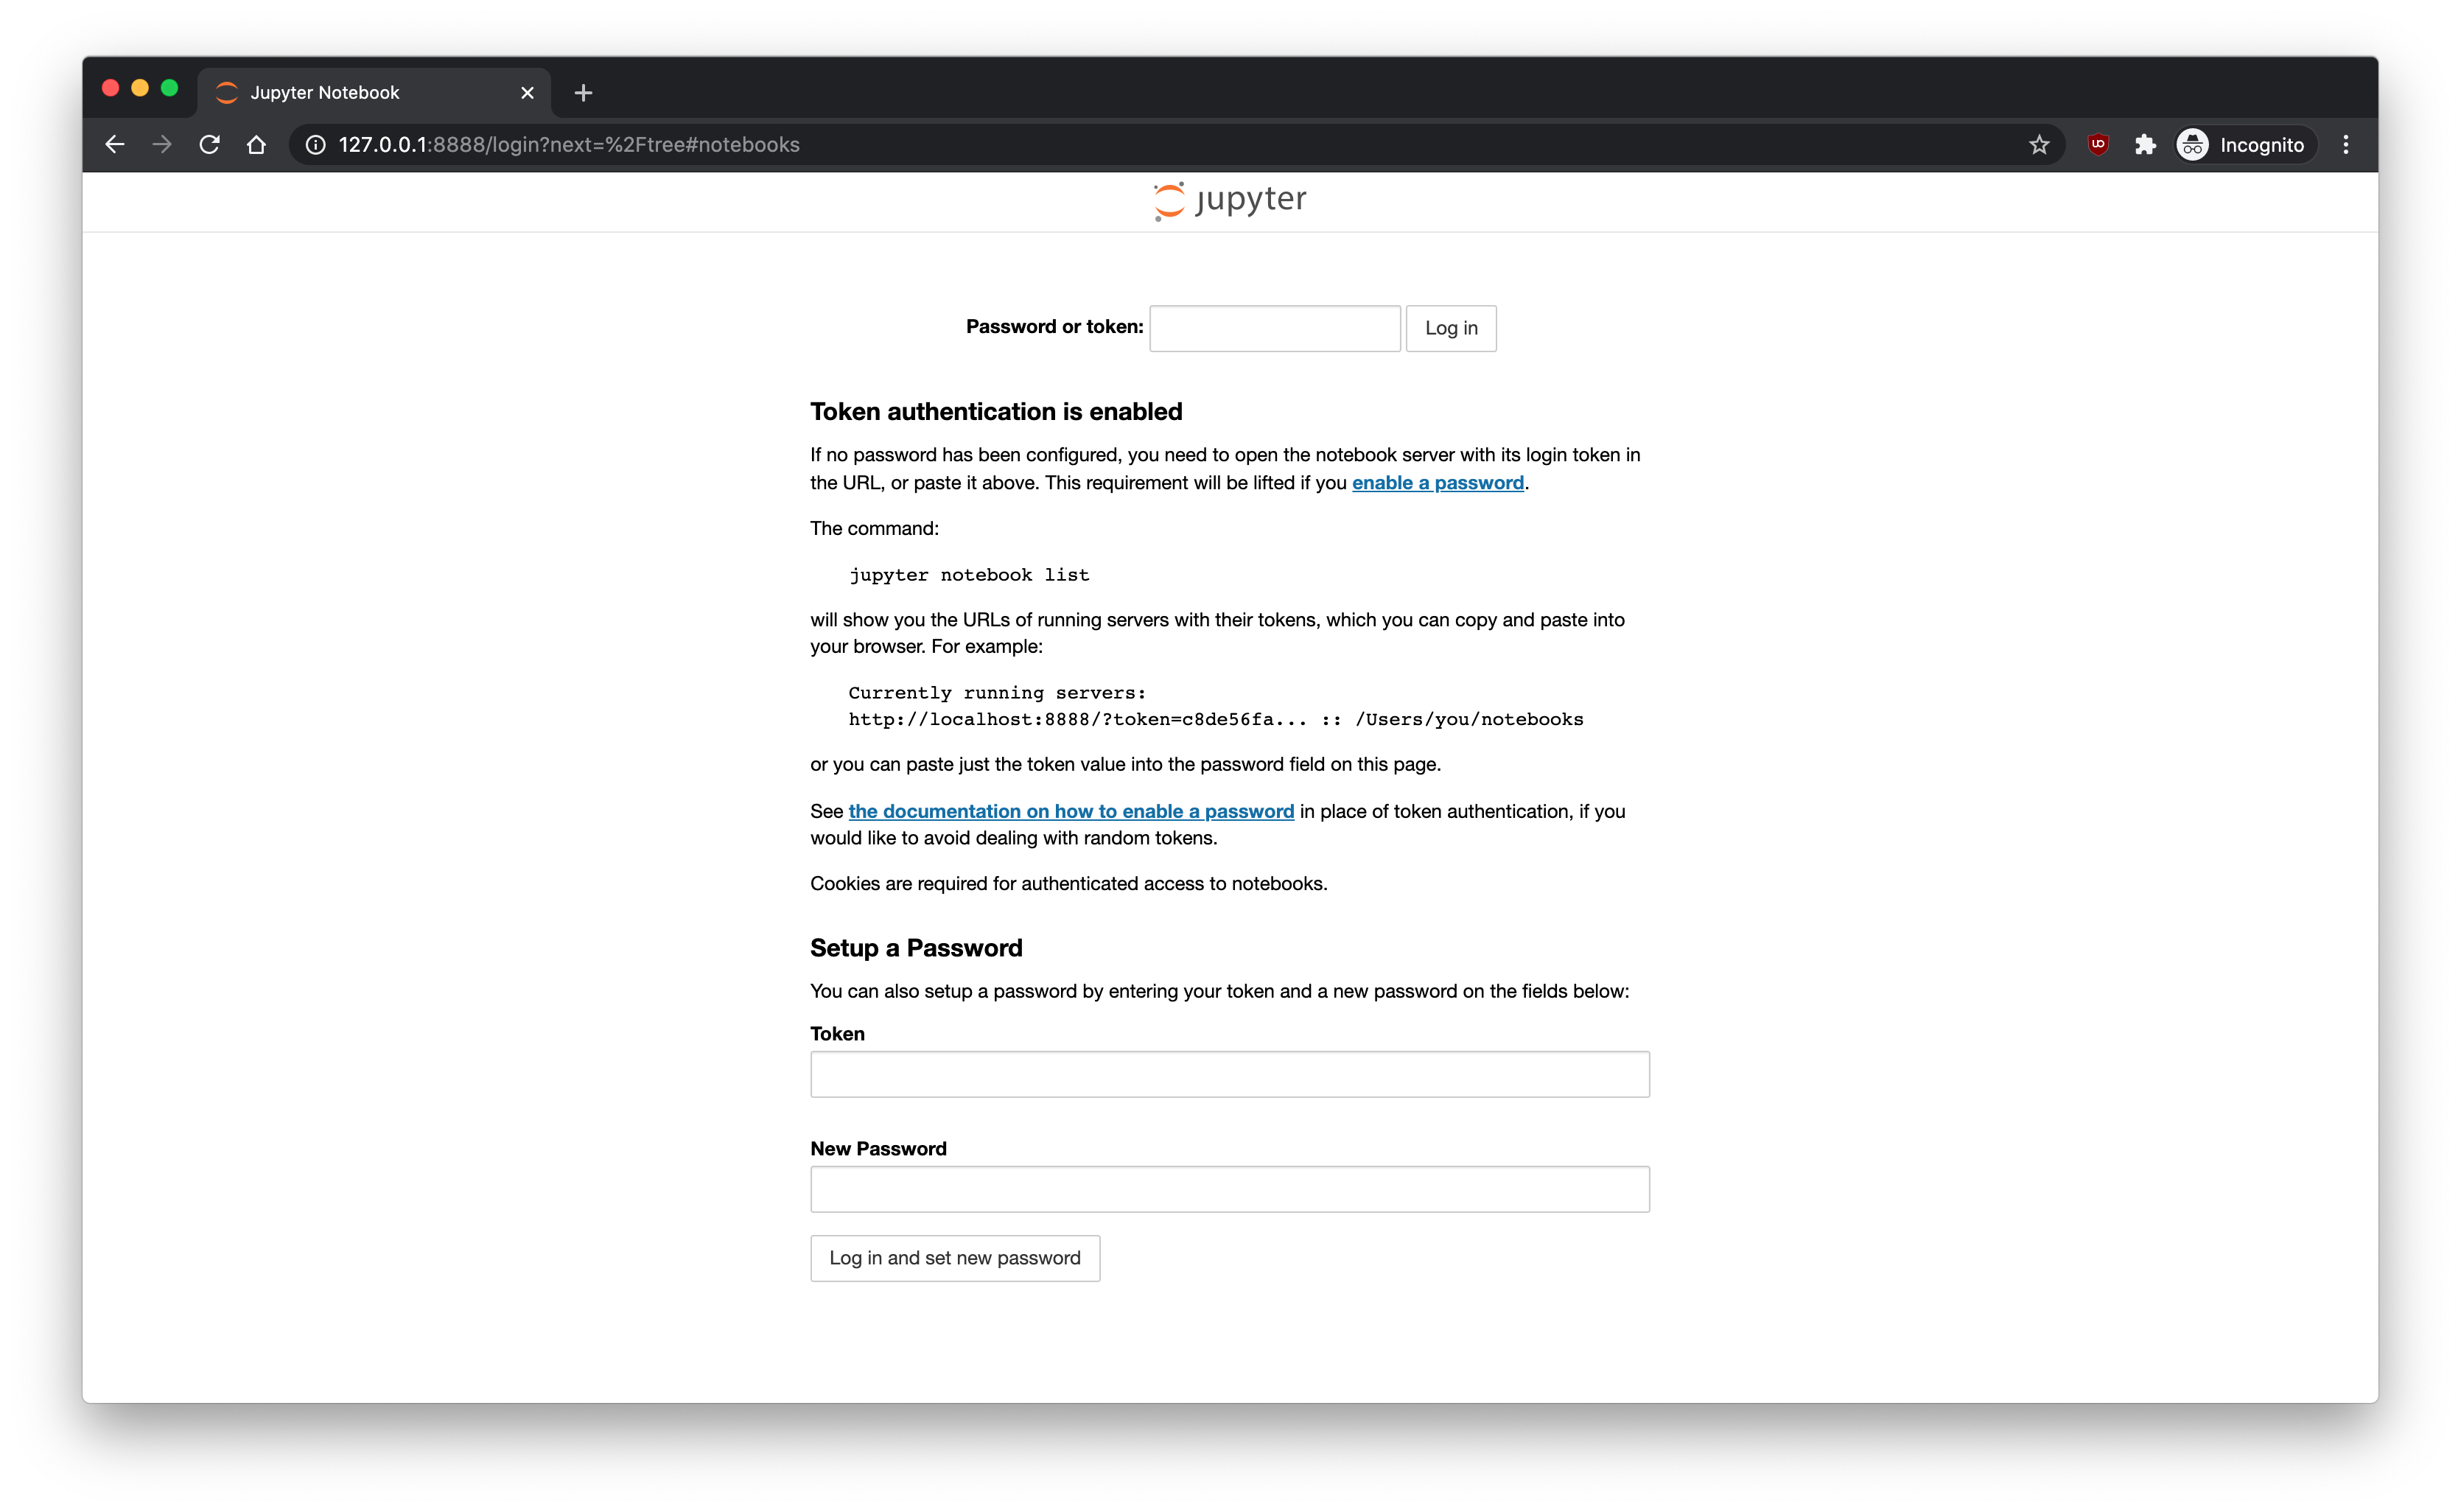 Jupyter Notebook
127.0.0.1:8888/login?next=%2Ftree#notebooks
Incognito
jupyter
Password or token:
Log in
Token authentication is enabled
If no password has been configured, you need to open the notebook server with its login token in
the URL, or paste it above. This requirement will be lifted if you enable a password.
The command:
jupyter notebook list
will show you the URLs of running servers with their tokens, which you can copy and paste into
your browser. For example:
Currently running servers:
http://localhost:8888/?token=c8de56fa... :: /Users/you/notebooks
or you can paste just the token value into the password field on this page.
See the documentation on how to enable a password in place of token authentication, if you
would like to avoid dealing with random tokens.
Cookies are required for authenticated access to notebooks.
Setup a Password
You can also setup a password by entering your token and a new password on the fields below:
Token
New Password
Log in and set new password